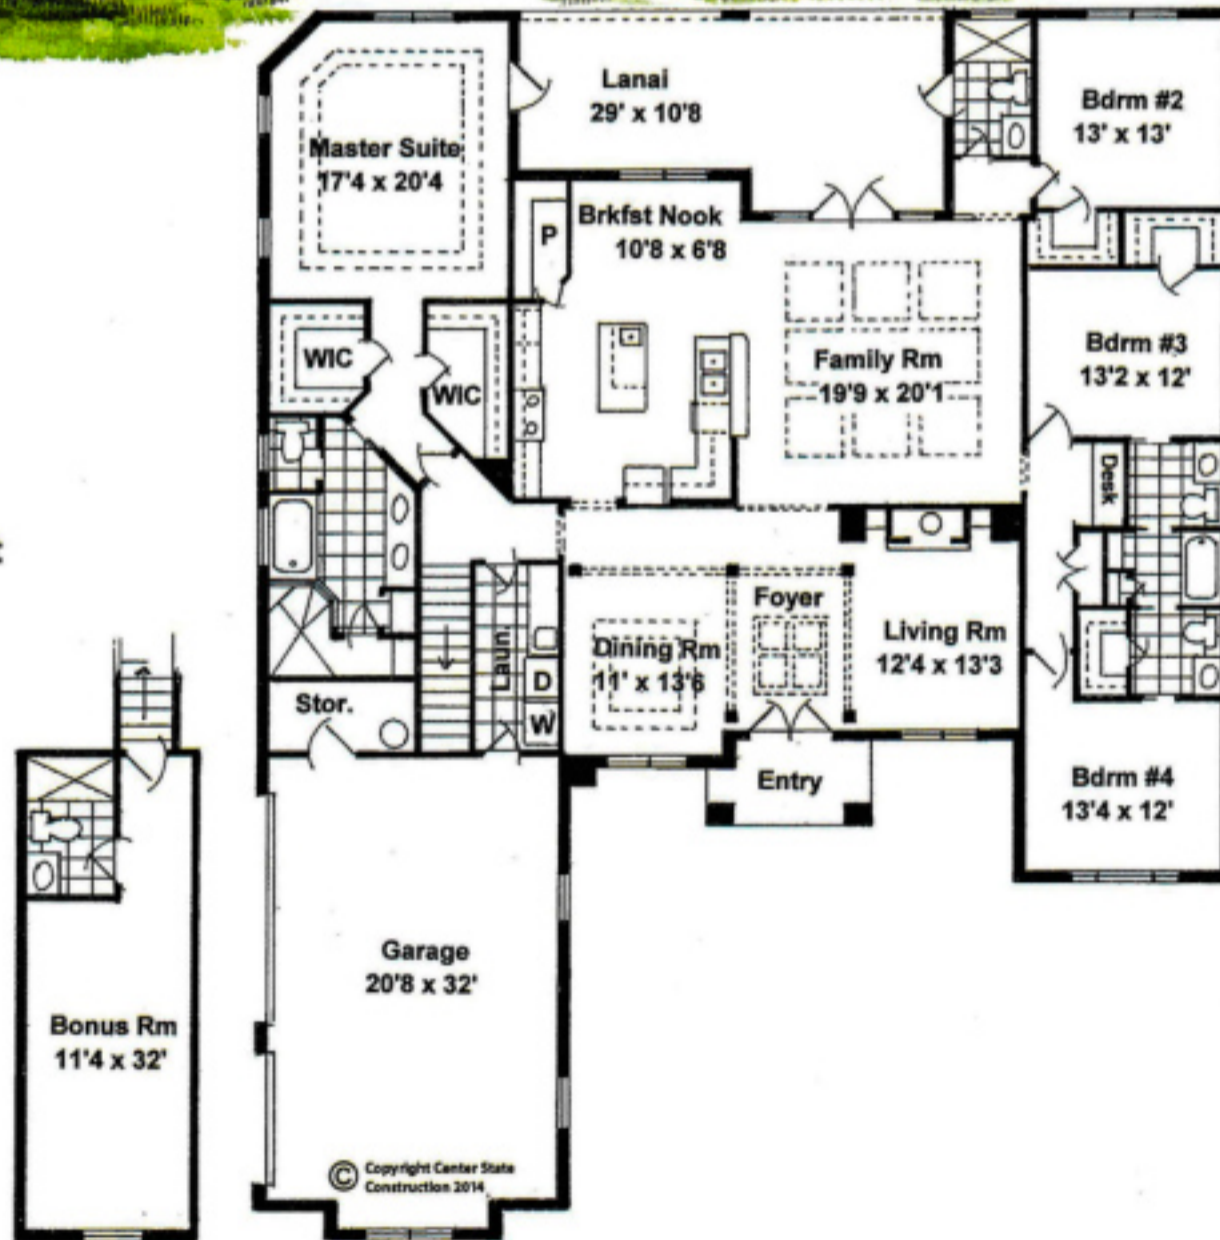 Lanai
29' x 10'8
Bdrm #2
13' x 13'
Master Suite
17'4 x 20'4
P
Brkfst Nook
10'8 x 6'8
WIC
WIC
Family Rm
19'9 x 20'1
Bdrm #3
13'2 x 12'
Desk
Foyer
Dining Rm
11' x 13'6
Living Rm
12'4 x 13'3
Laun.
D
W
Stor.
Entry
Bdrm #4
13'4 x 12'
Garage
20'8 x 32'
Bonus Rm
11'4 x 32'
© Copyright Center State
Construction 2014